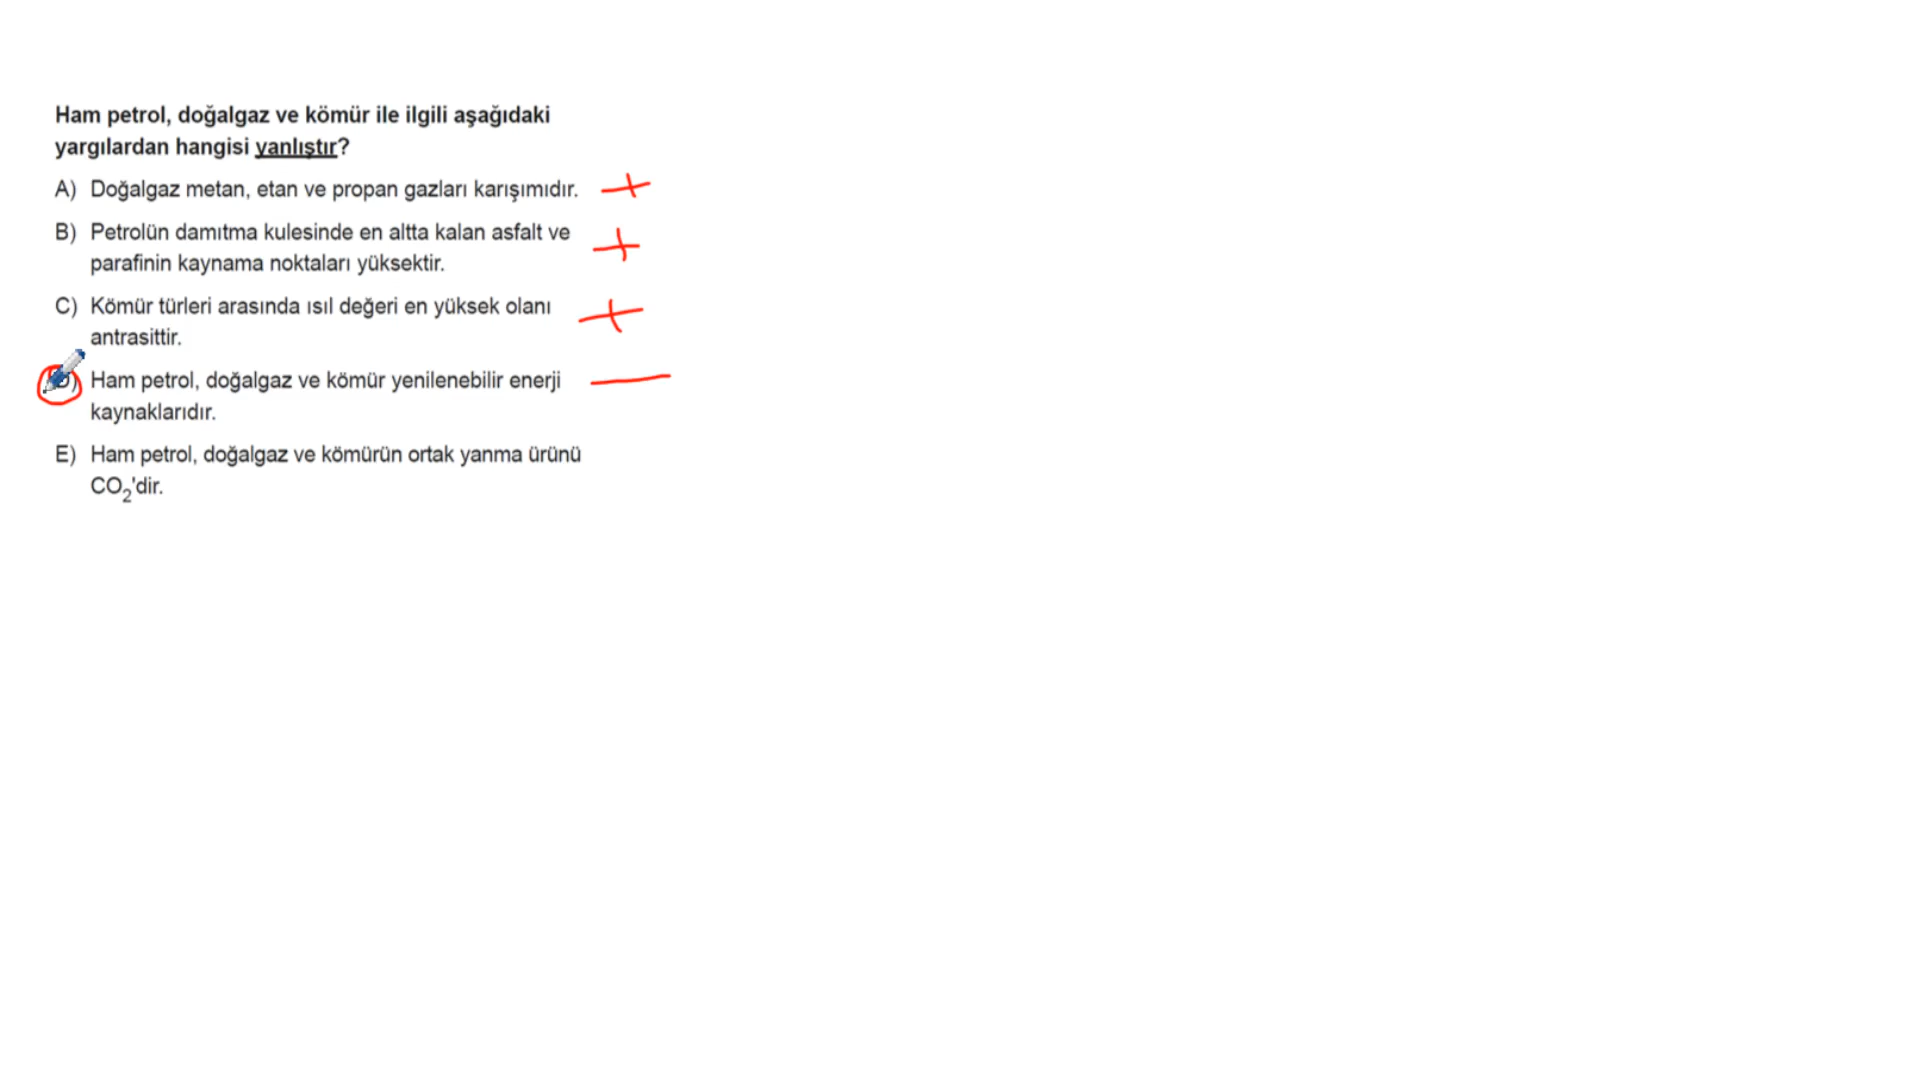 Ham petrol, doğalgaz ve kömür ile ilgili aşağıdaki
yargılardan hangisi yanlıştır?
A) Doğalgaz metan, etan ve propan gazları karışımıdır. +
B) Petrolün damıtma kulesinde en altta kalan asfalt ve +
parafinin kaynama noktaları yüksektir.
C) Kömür türleri arasında ısıl değeri en yüksek olanı +
antrasittir.
D) Ham petrol, doğalgaz ve kömür yenilenebilir enerji —
kaynaklarıdır.
E) Ham petrol, doğalgaz ve kömürün ortak yanma ürünü
CO₂'dir.